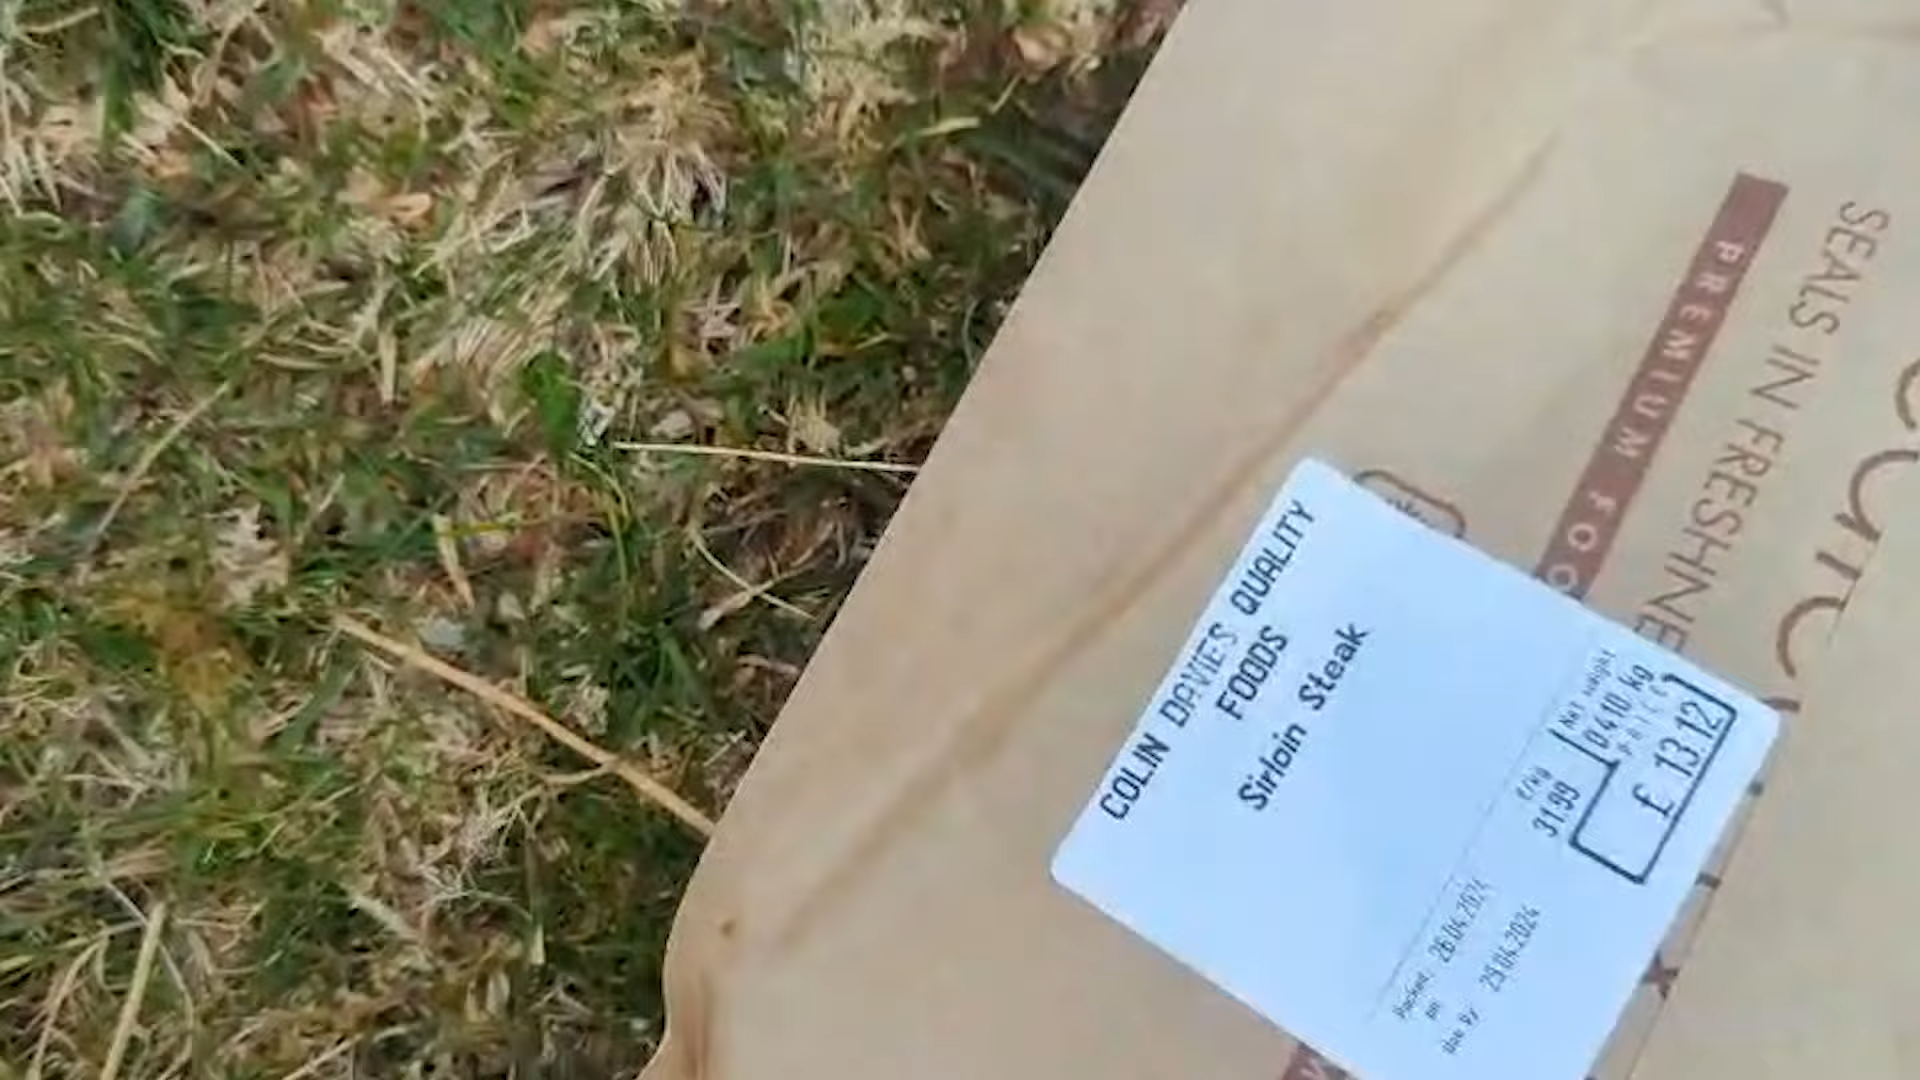 COLIN DAVIES QUALITY
FOODS
Sirloin Steak
Net Weight
0.410 kg
£/kg
31.99
PRICE
£ 13.12
Packed
on
26.04.2024
Use By
29.04.2024
PREMIUM FOO
SEALS IN FRESHNE